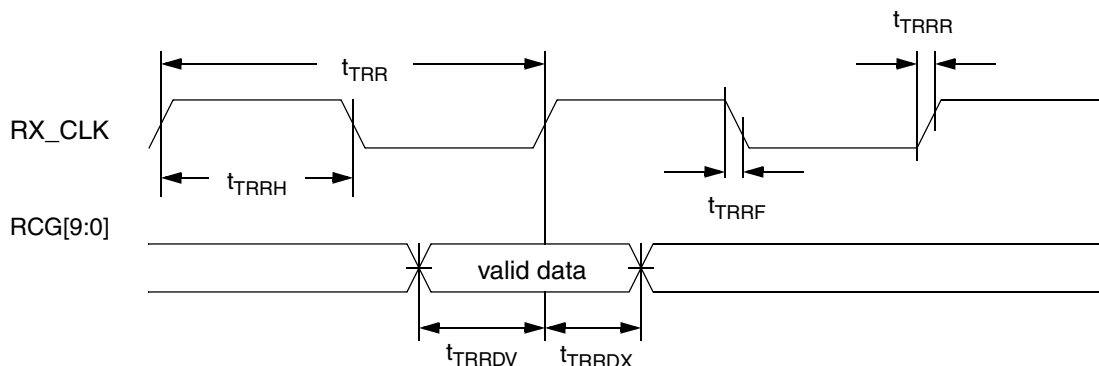 tTRRR
tTRR
RX_CLK
tTRRH
tTRRF
RCG[9:0]
valid data
tTRRDV tTRRDX